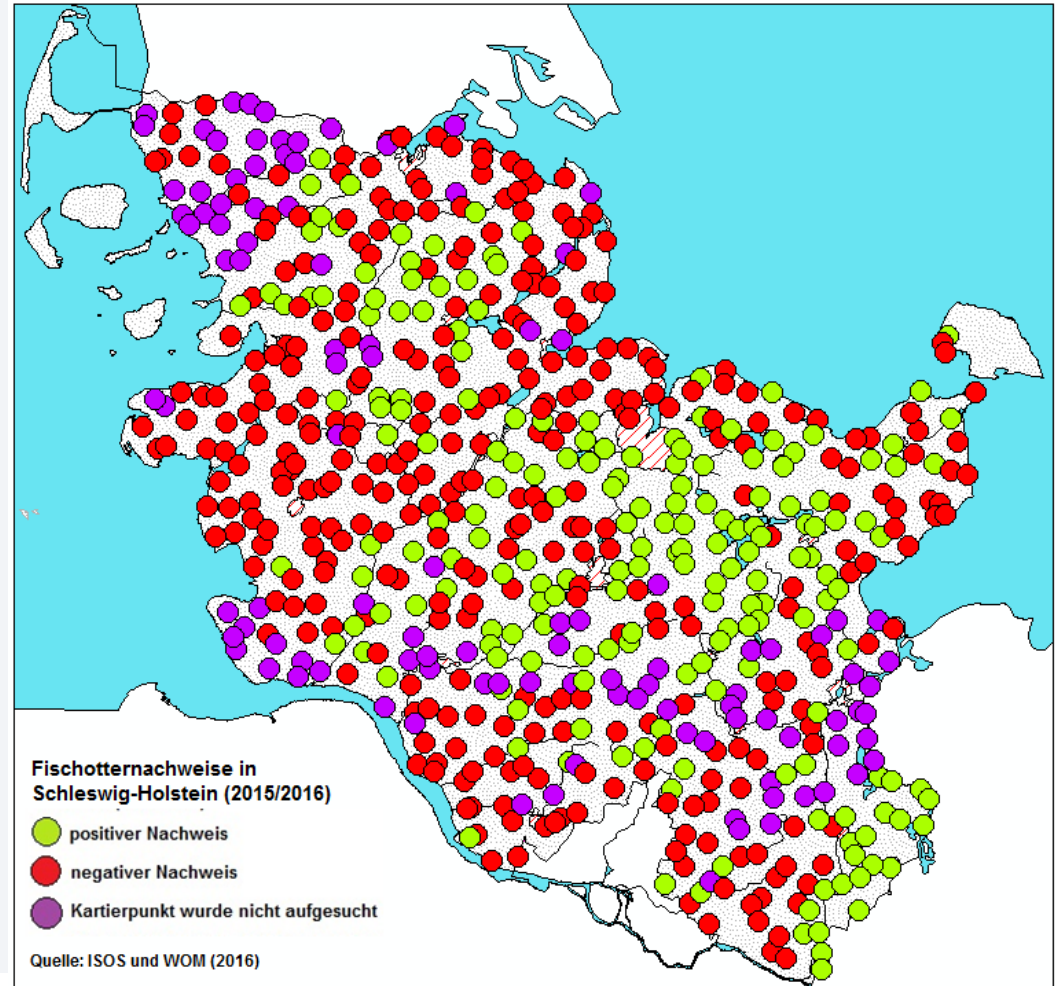 Fischotternachweise in
Schleswig-Holstein (2015/2016)
positiver Nachweis
negativer Nachweis
Kartierpunkt wurde nicht aufgesucht
Quelle: ISOS und WOM (2016)